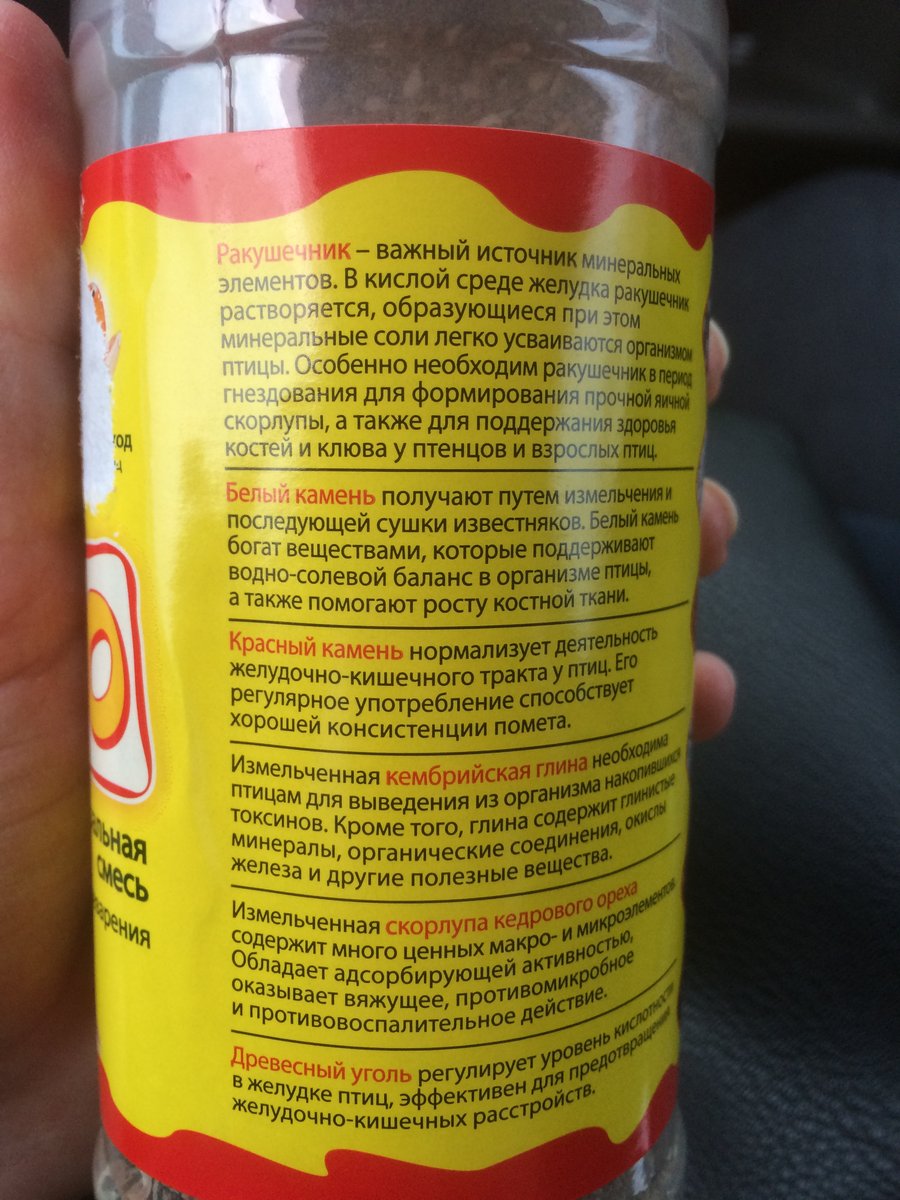 Ракушечник – важный источник минеральных
элементов. В кислой среде желудка ракушечник
растворяется, образующиеся при этом
минеральные соли легко усваиваются организмом
птицы. Особенно необходим ракушечник в период
гнездования для формирования прочной яичной
скорлупы, а также для поддержания здоровья
костей и клюва у птенцов и взрослых птиц.
Белый камень получают путем измельчения и
последующей сушки известняков. Белый камень
богат веществами, которые поддерживают
водно-солевой баланс в организме птицы,
а также помогают росту костной ткани.
Красный камень нормализует деятельность
желудочно-кишечного тракта у птиц. Его
регулярное употребление способствует
хорошей консистенции помета.
Измельченная кембрийская глина необходима
птицам для выведения из организма накопившихся
токсинов. Кроме того, глина содержит глинистые
минералы, органические соединения, окислы
железа и другие полезные вещества.
Измельченная скорлупа кедрового ореха
содержит много ценных макро- и микроэлементов.
Обладает адсорбирующей активностью,
оказывает вяжущее, противомикробное
и противовоспалительное действие.
Древесный уголь регулирует уровень кислотности
в желудке птиц, эффективен для предотвращения
желудочно-кишечных расстройств.
смесь